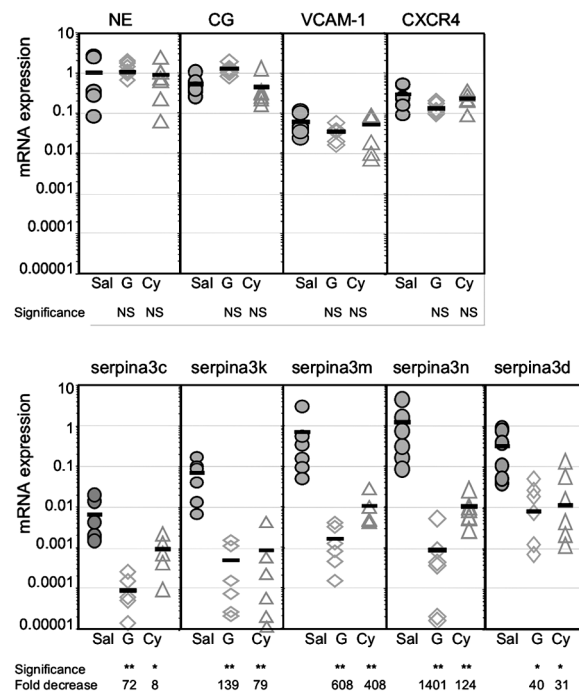 NE CG VCAM-1 CXCR4
mRNA expression
10
1
0.1
0.01
0.001
0.0001
0.00001
Sal G Cy Sal G Cy Sal G Cy Sal G Cy
Significance NS NS NS NS NS NS NS NS
serpina3c serpina3k serpina3m serpina3n serpina3d
mRNA expression
10
1
0.1
0.01
0.001
0.0001
0.00001
Sal G Cy Sal G Cy Sal G Cy Sal G Cy Sal G Cy
Significance ** * ** ** ** ** ** ** * *
Fold decrease 72 8 139 79 608 408 1401 124 40 31